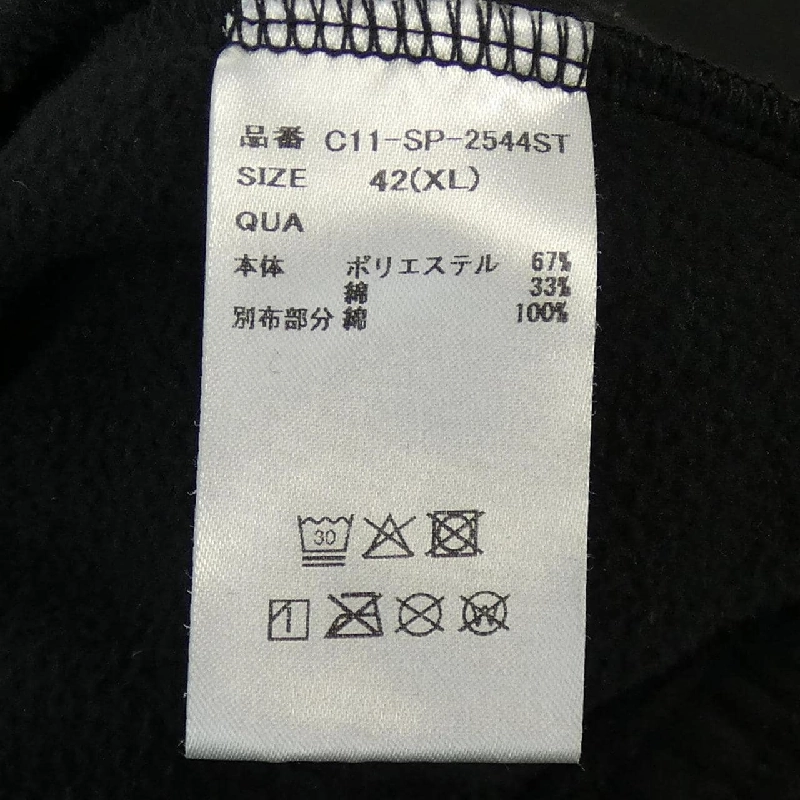 品番 C11-SP-2544ST
SIZE 42(XL)
QUA
本体 ポリエステル 67%
綿 33%
別布部分 綿 100%
30
W